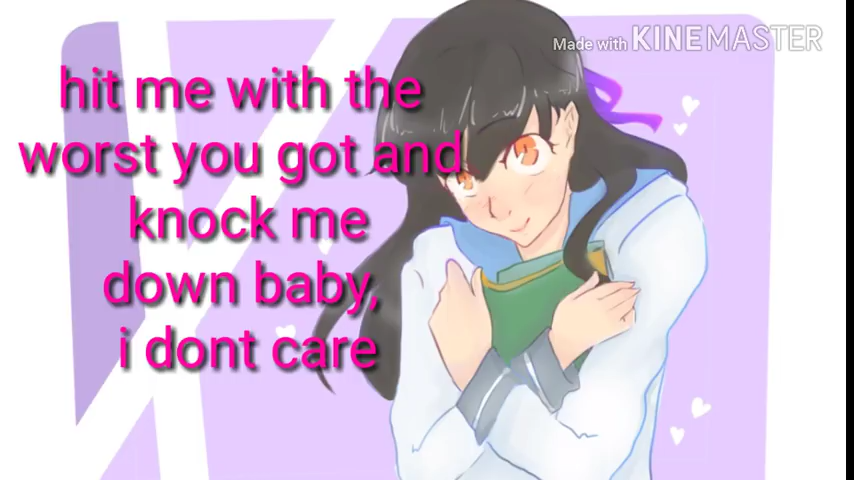 Made with KINEMASTER
hit me with the
worst you got and
knock me
down baby,
i dont care